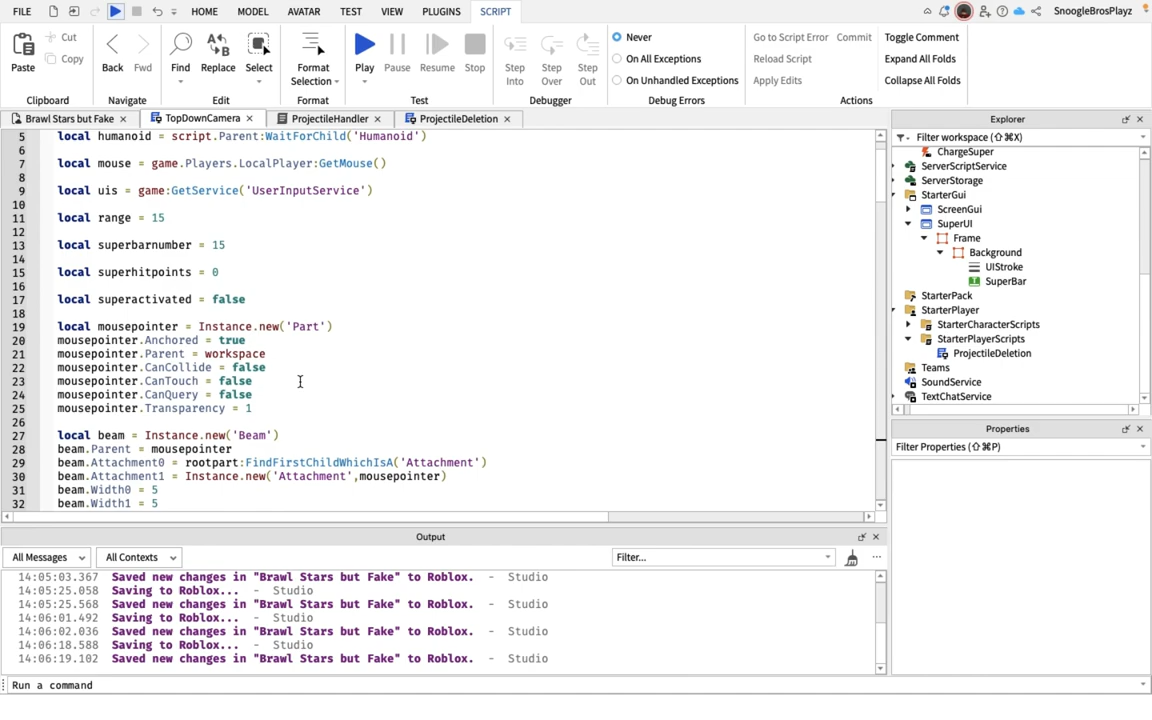 FILE HOME MODEL AVATAR TEST VIEW PLUGINS SCRIPT SnoogleBrosPlayz
Paste Cut Copy Back Fwd Find Replace Select Format Selection Play Pause Resume Stop Step Into Step Over Step Out
Never
On All Exceptions
On Unhandled Exceptions
Go to Script Error Commit Toggle Comment
Reload Script Expand All Folds
Apply Edits Collapse All Folds
Clipboard Navigate Edit Format Test Debugger Debug Errors Actions
Brawl Stars but Fake × TopDownCamera × ProjectileHandler × ProjectileDeletion ×
5 local humanoid = script.Parent:WaitForChild('Humanoid')
6
7 local mouse = game.Players.LocalPlayer:GetMouse()
8
9 local uis = game:GetService('UserInputService')
10
11 local range = 15
12
13 local superbarnumber = 15
14
15 local superhitpoints = 0
16
17 local superactivated = false
18
19 local mousepointer = Instance.new('Part')
20 mousepointer.Anchored = true
21 mousepointer.Parent = workspace
22 mousepointer.CanCollide = false
23 mousepointer.CanTouch = false
24 mousepointer.CanQuery = false
25 mousepointer.Transparency = 1
26
27 local beam = Instance.new('Beam')
28 beam.Parent = mousepointer
29 beam.Attachment0 = rootpart:FindFirstChildWhichIsA('Attachment')
30 beam.Attachment1 = Instance.new('Attachment',mousepointer)
31 beam.Width0 = 5
32 beam.Width1 = 5
Explorer
Filter workspace (⇧⌘X)
ChargeSuper
ServerScriptService
ServerStorage
StarterGui
ScreenGui
SuperUI
Frame
Background
UIStroke
SuperBar
StarterPack
StarterPlayer
StarterCharacterScripts
StarterPlayerScripts
ProjectileDeletion
Teams
SoundService
TextChatService
Properties
Filter Properties (⇧⌘P)
Output
All Messages All Contexts Filter...
14:05:03.367 Saved new changes in "Brawl Stars but Fake" to Roblox. - Studio
14:05:25.058 Saving to Roblox... - Studio
14:05:25.568 Saved new changes in "Brawl Stars but Fake" to Roblox. - Studio
14:06:01.492 Saving to Roblox... - Studio
14:06:02.036 Saved new changes in "Brawl Stars but Fake" to Roblox. - Studio
14:06:18.588 Saving to Roblox... - Studio
14:06:19.102 Saved new changes in "Brawl Stars but Fake" to Roblox. - Studio
Run a command